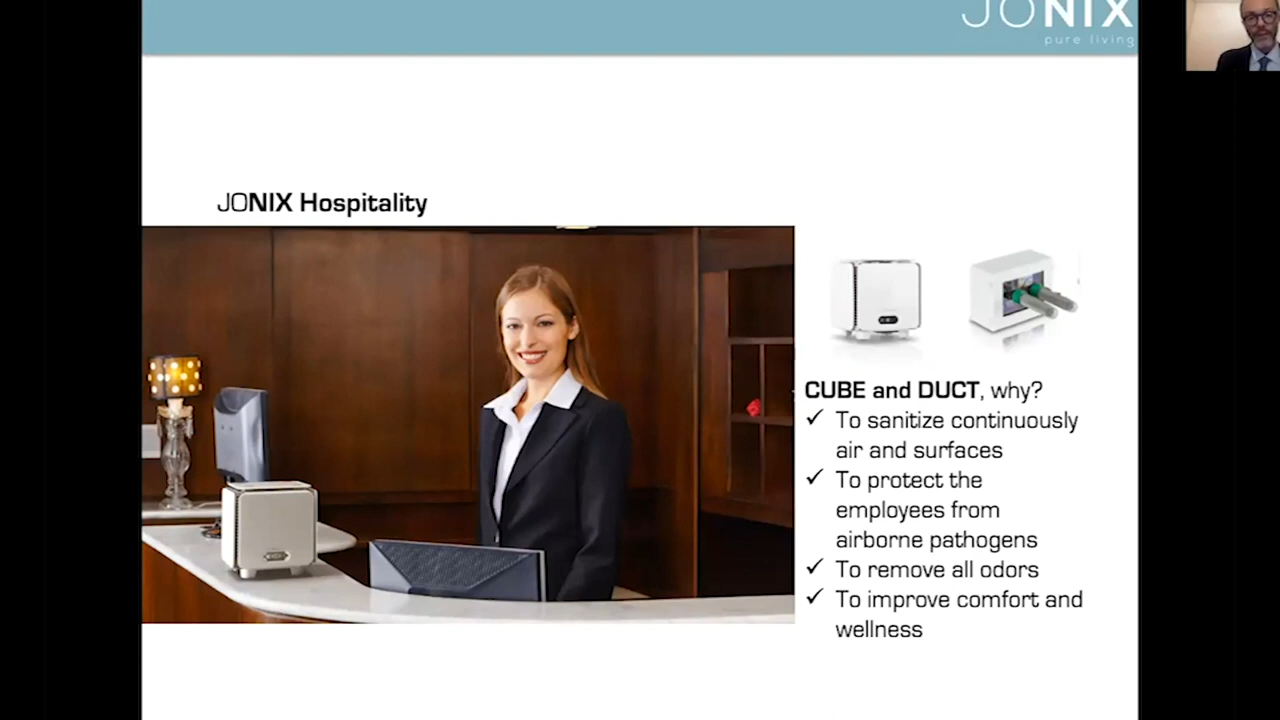 JONIX
pure living
JONIX Hospitality
CUBE and DUCT, why?
✓ To sanitize continuously
air and surfaces
✓ To protect the
employees from
airborne pathogens
✓ To remove all odors
✓ To improve comfort and
wellness